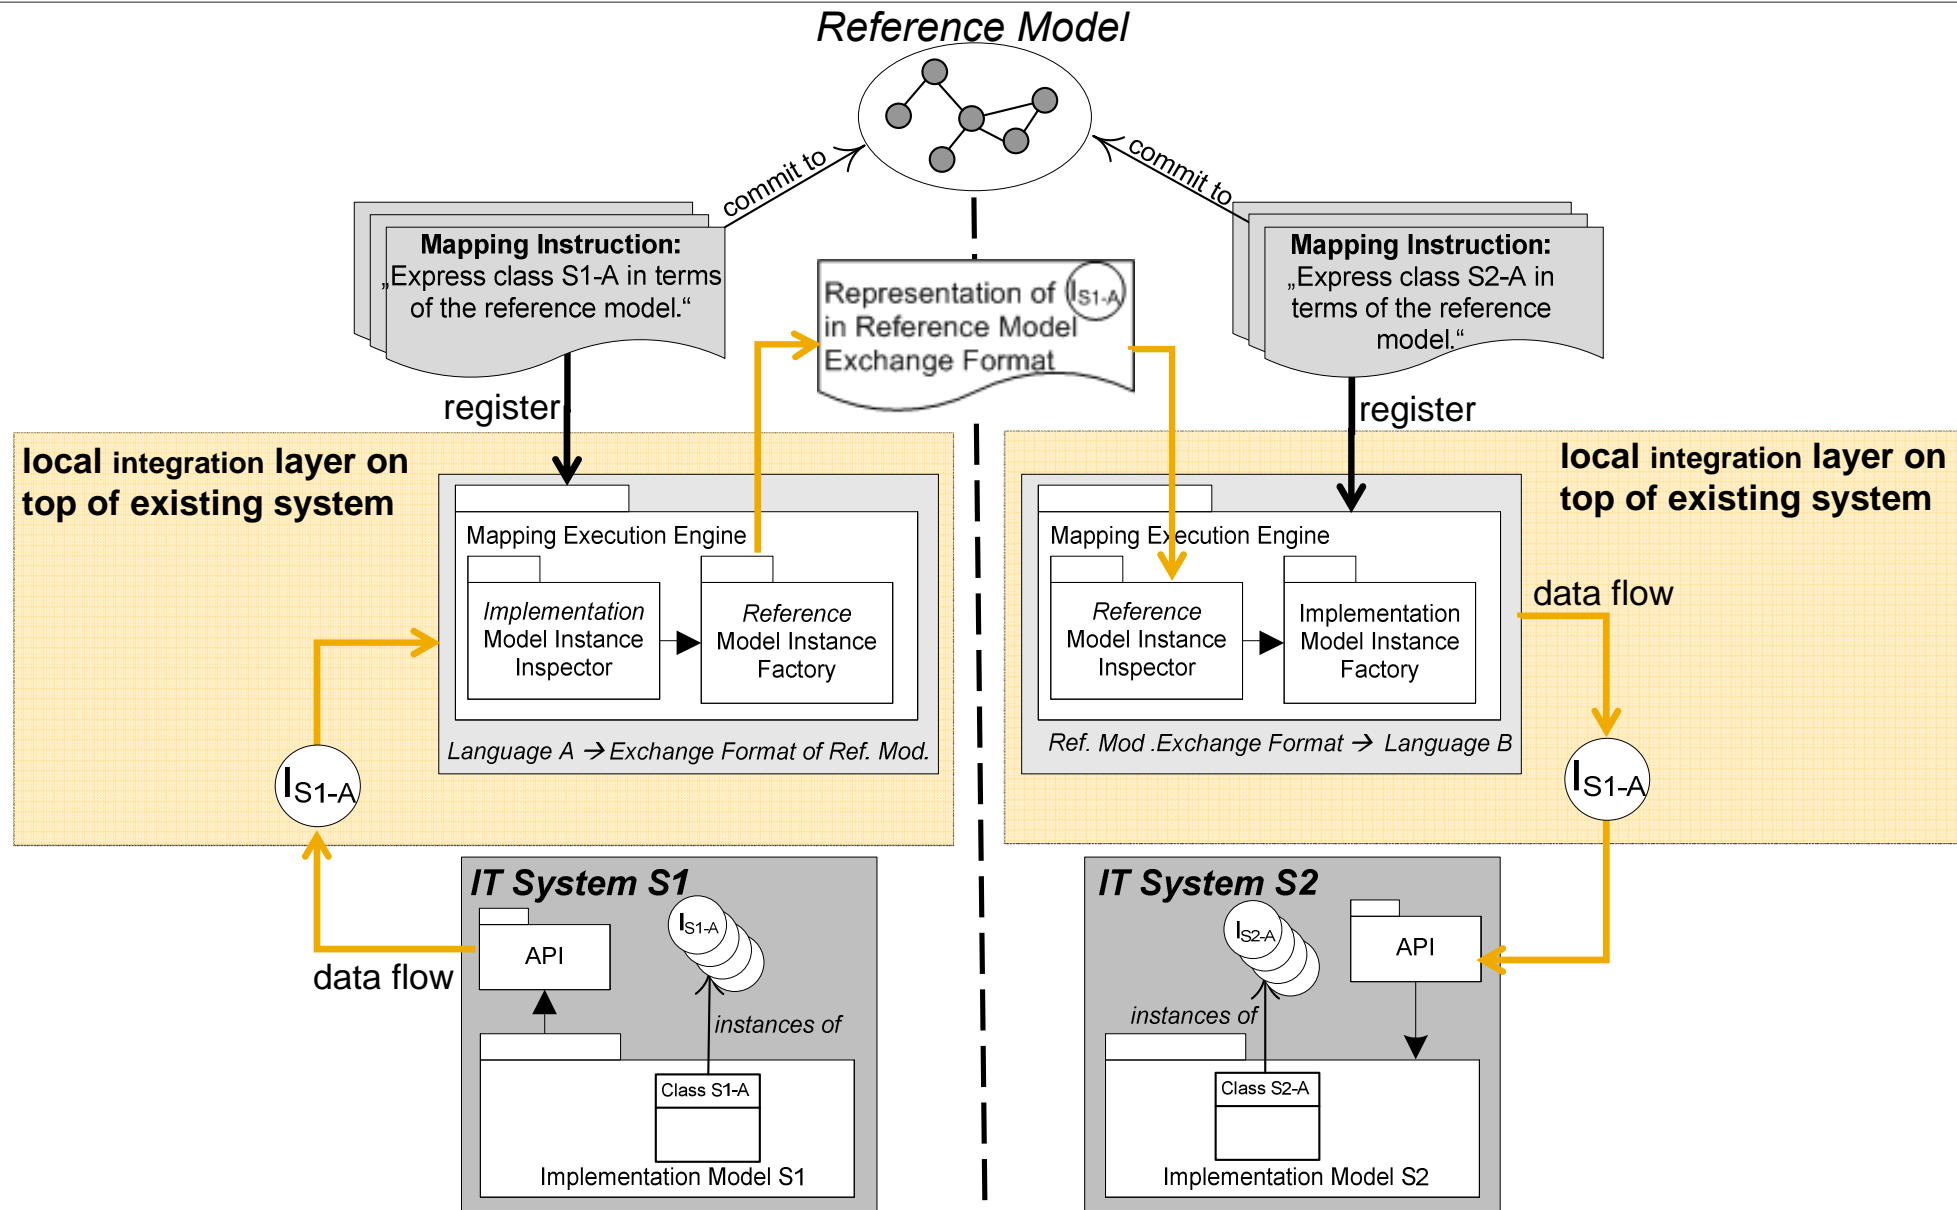 Reference Model
commit to
commit to
Mapping Instruction:
„Express class S1-A in terms
of the reference model.“
Representation of I S1-A
in Reference Model
Exchange Format
Mapping Instruction:
„Express class S2-A in
terms of the reference
model.“
register
register
local integration layer on
top of existing system
Mapping Execution Engine
Implementation
Model Instance
Inspector
Reference
Model Instance
Factory
Language A → Exchange Format of Ref. Mod.
I S1-A
local integration layer on
top of existing system
Mapping Execution Engine
Reference
Model Instance
Inspector
Implementation
Model Instance
Factory
Ref. Mod .Exchange Format → Language B
data flow
I S1-A
IT System S1
API
I S1-A
data flow
instances of
Class S1-A
Implementation Model S1
IT System S2
I S2-A
API
instances of
Class S2-A
Implementation Model S2